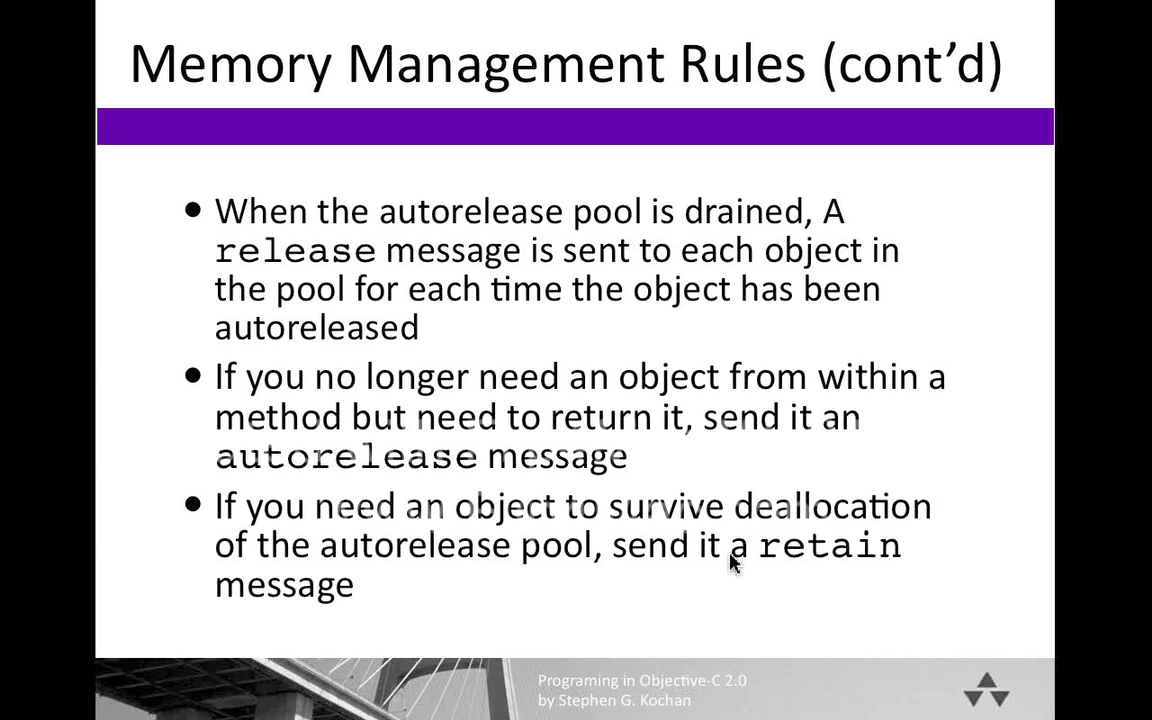 Memory Management Rules (cont’d)
• When the autorelease pool is drained, A
release message is sent to each object in
the pool for each time the object has been
autoreleased
• If you no longer need an object from within a
method but need to return it, send it an
autorelease message
• If you need an object to survive deallocation
of the autorelease pool, send it a retain
message
Programing in Objective-C 2.0
by Stephen G. Kochan